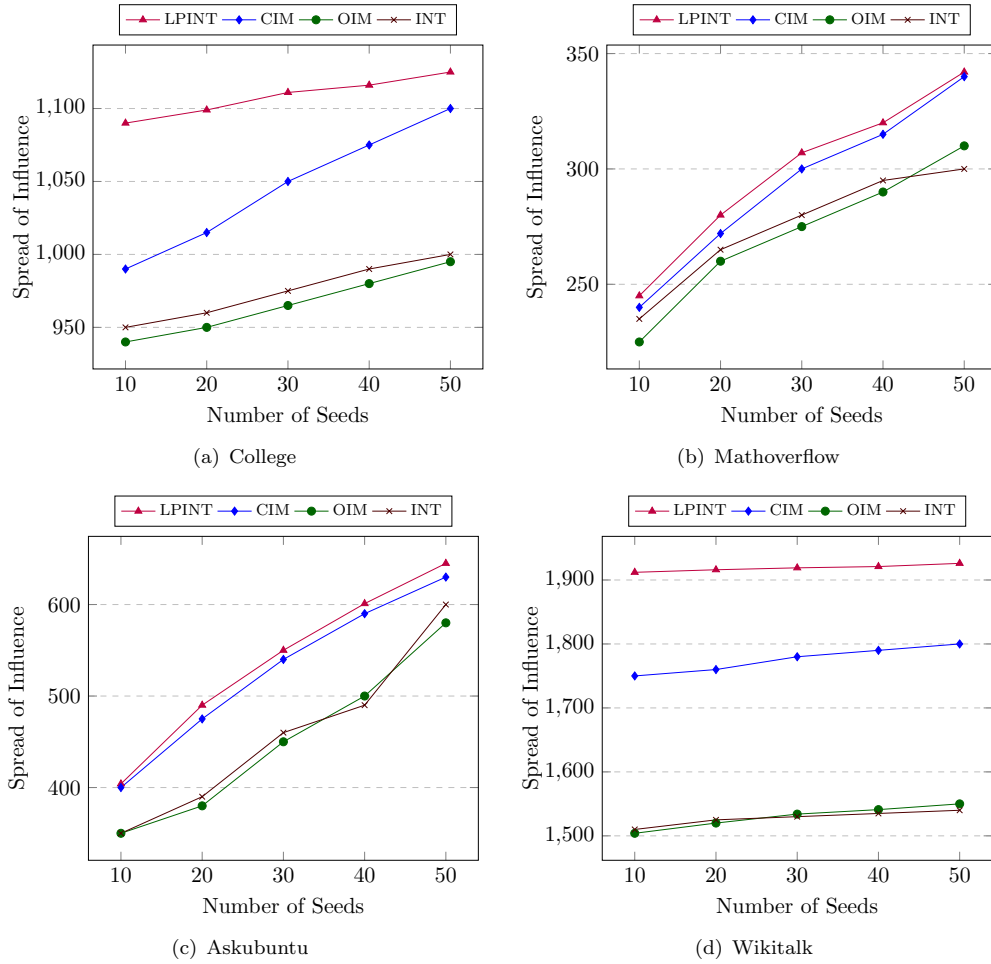 LPINT CIM OIM INT
1,100
1,050
1,000
950
10 20 30 40 50
Spread of Influence
Number of Seeds
(a) College
LPINT CIM OIM INT
350
300
250
10 20 30 40 50
Spread of Influence
Number of Seeds
(b) Mathoverflow
LPINT CIM OIM INT
600
500
400
10 20 30 40 50
Spread of Influence
Number of Seeds
(c) Askubuntu
LPINT CIM OIM INT
1,900
1,800
1,700
1,600
1,500
10 20 30 40 50
Spread of Influence
Number of Seeds
(d) Wikitalk